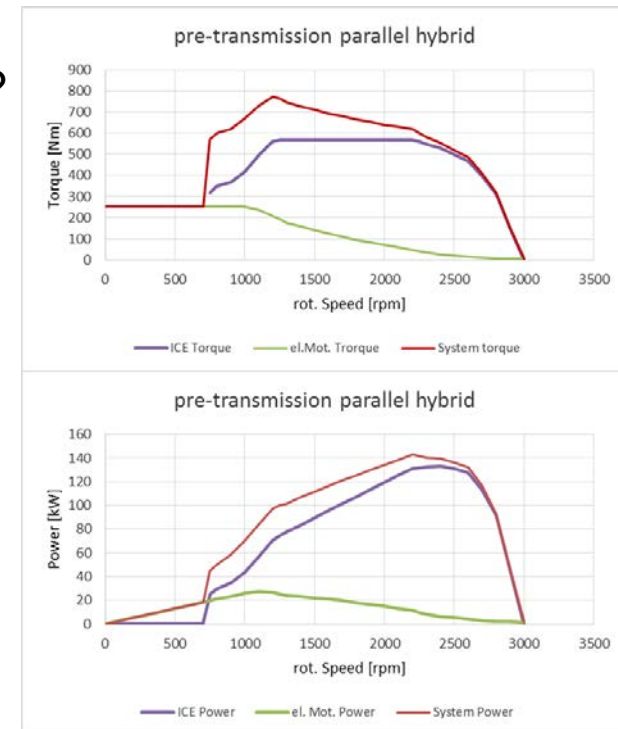 pre-transmission parallel hybrid
900
800
700
600
500
400
300
200
100
0
Torque [Nm]
0 500 1000 1500 2000 2500 3000 3500
rot. Speed [rpm]
ICE Torque el.Mot. Trorque System torque
pre-transmission parallel hybrid
160
140
120
100
80
60
40
20
0
Power [kW]
0 500 1000 1500 2000 2500 3000 3500
rot. Speed [rpm]
ICE Power el. Mot. Power System Power